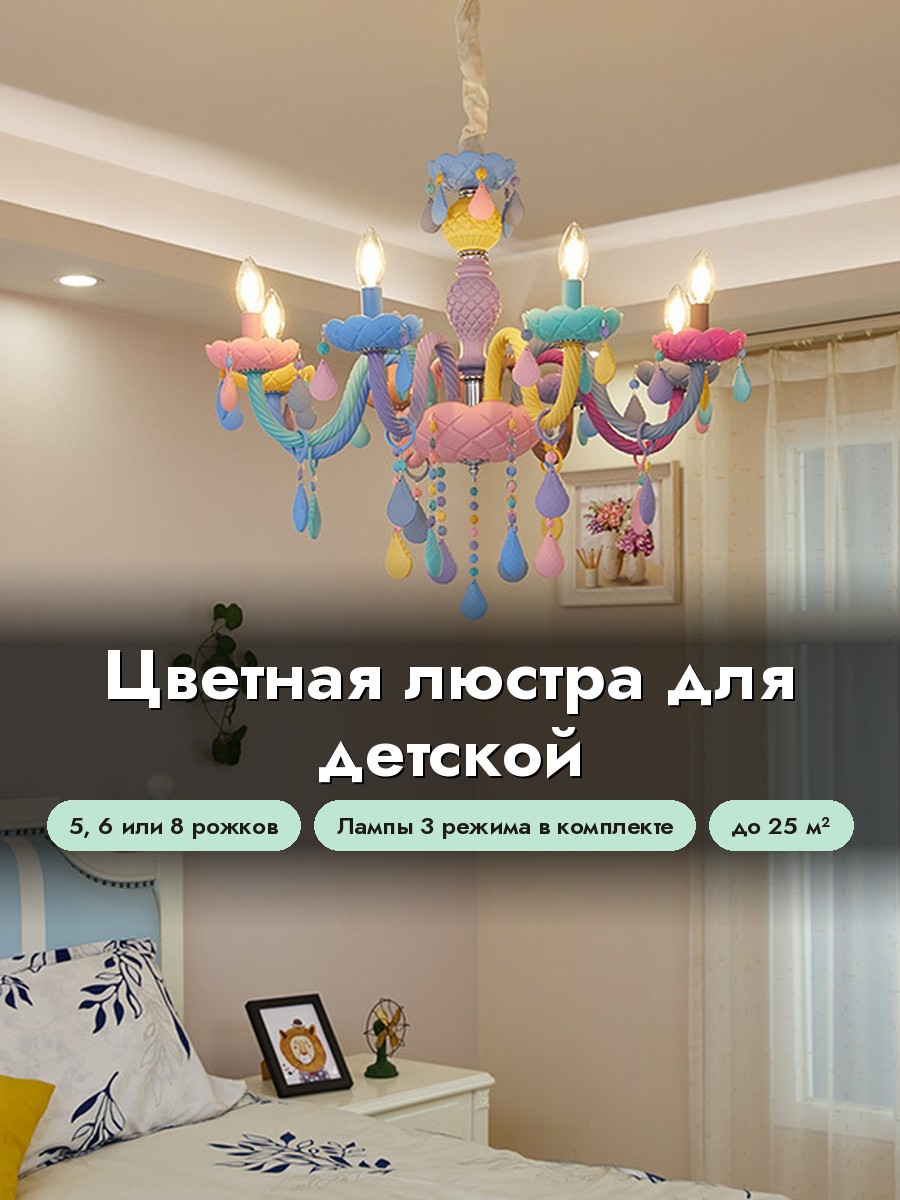 Цветная люстра для
детской
5, 6 или 8 рожков
Лампы 3 режима в комплекте
до 25 м²